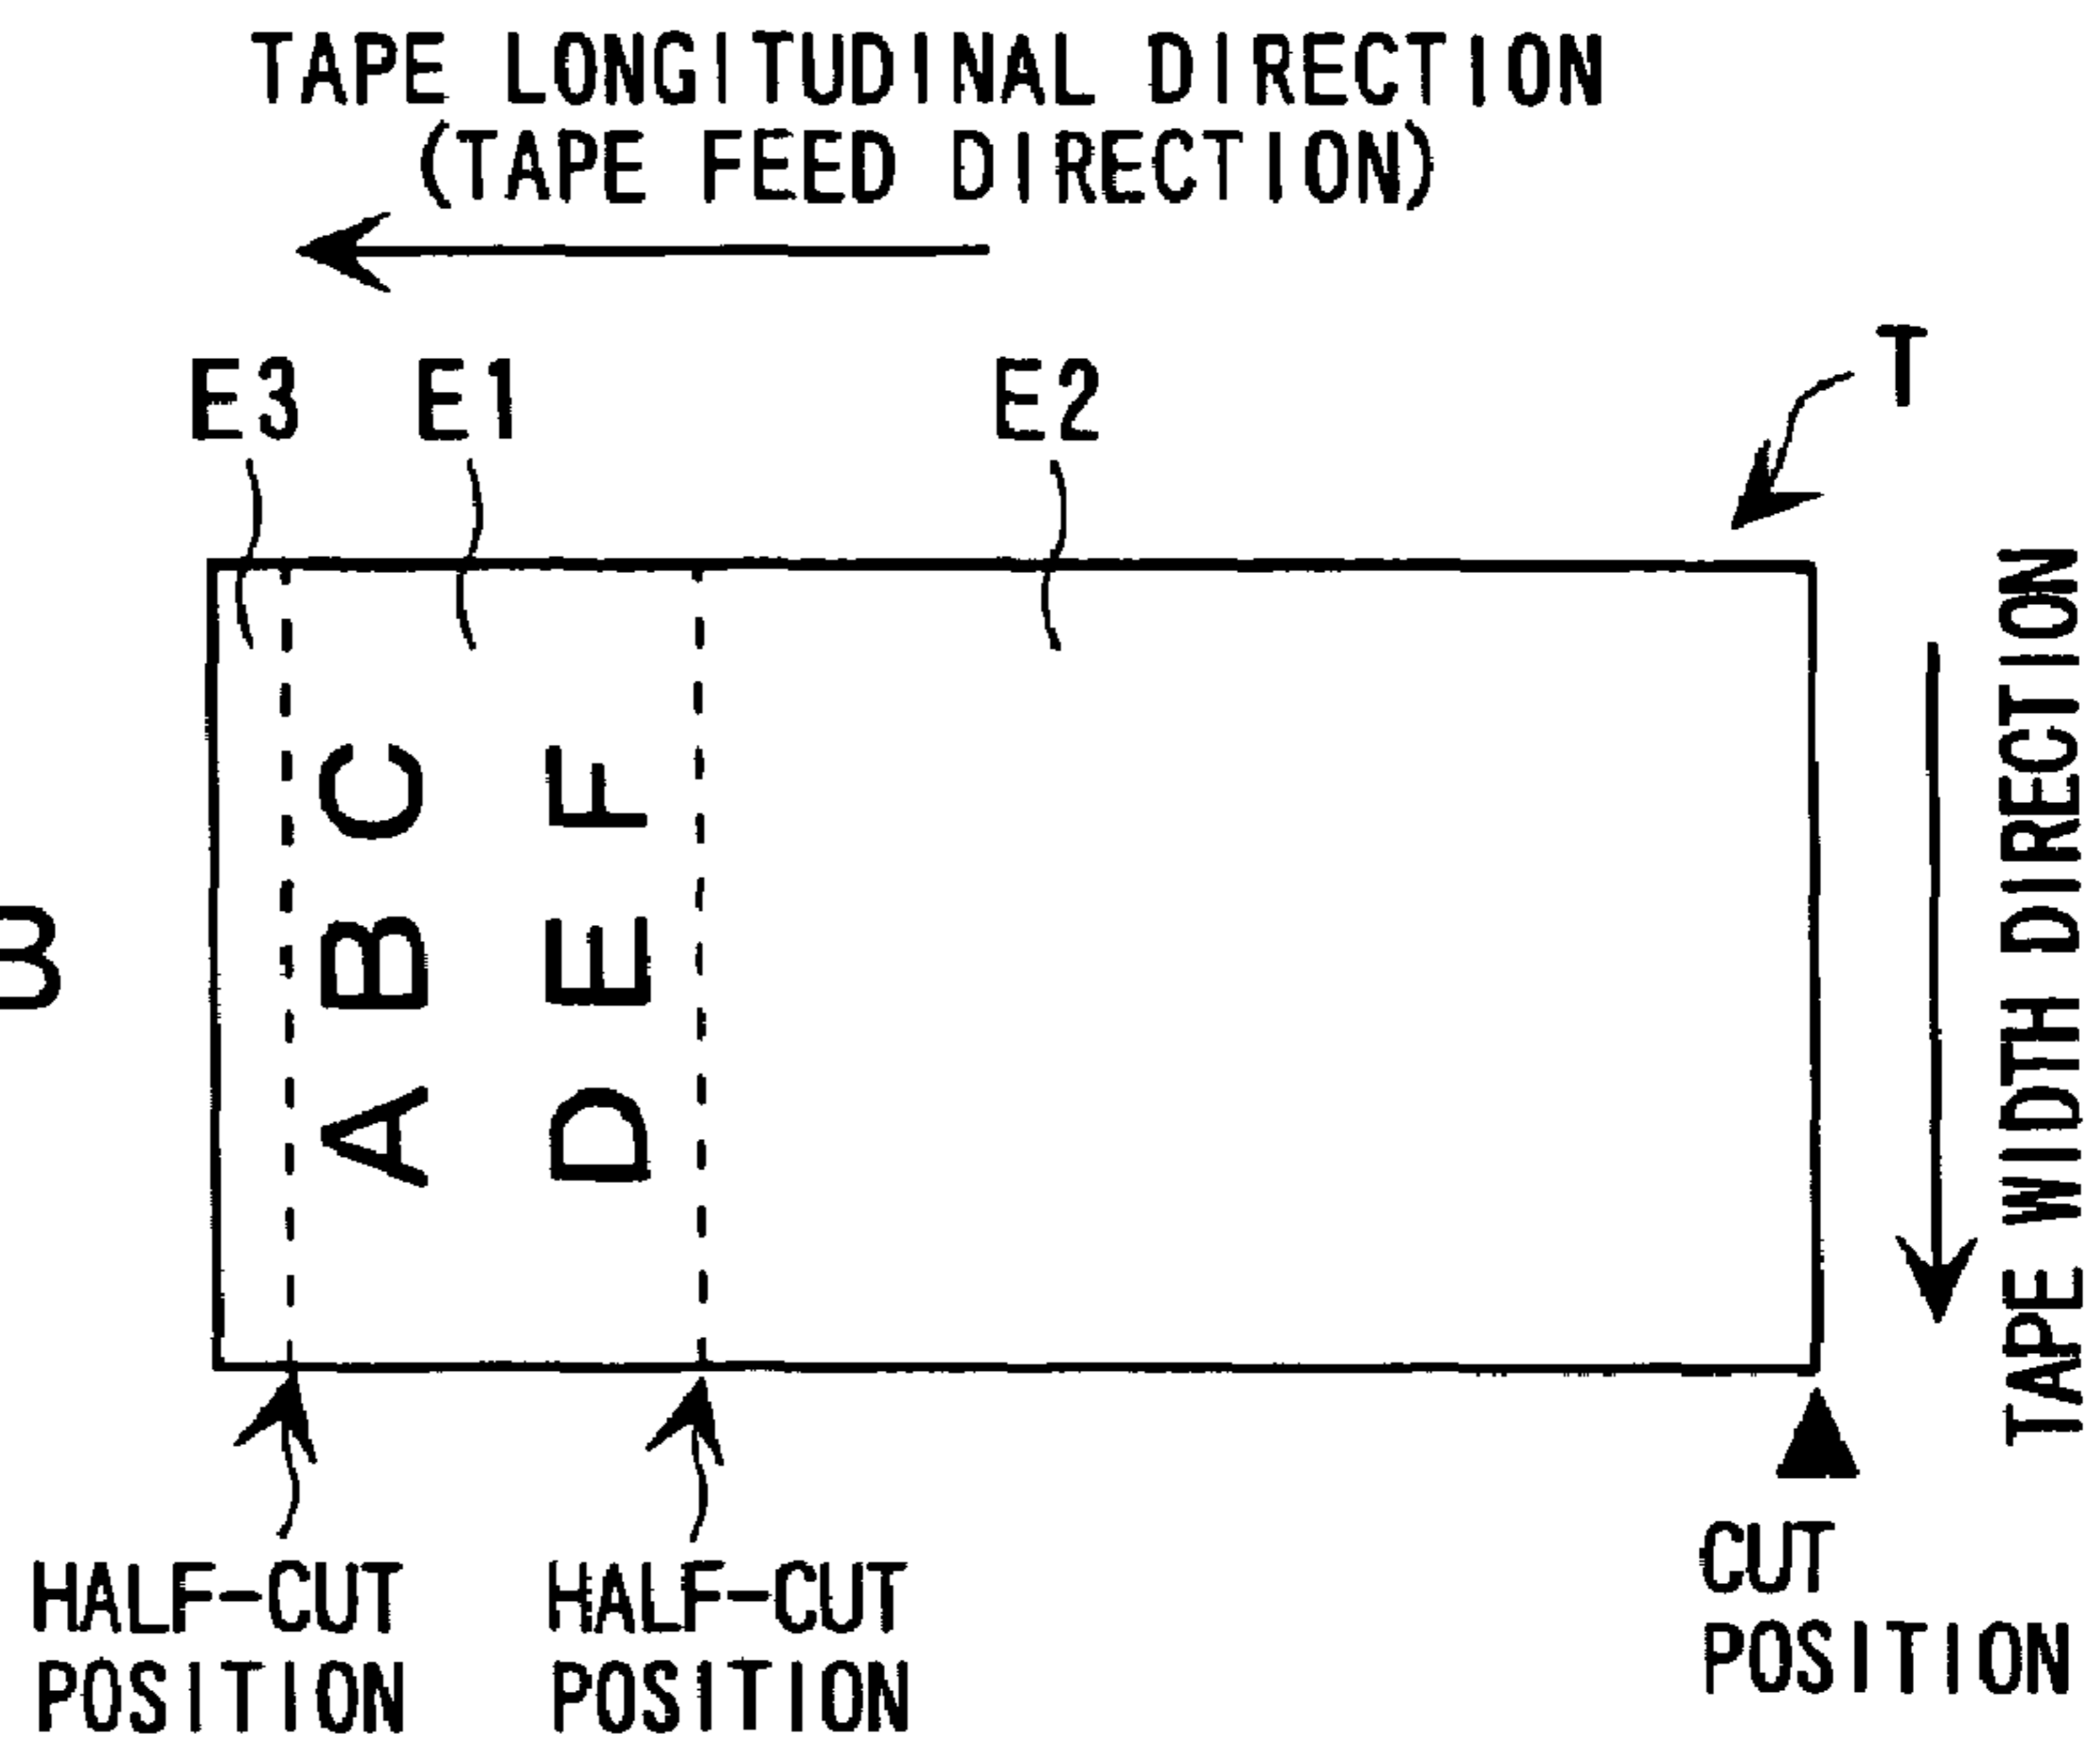 TAPE LONGITUDINAL DIRECTION
(TAPE FEED DIRECTION)
E3 E1 E2 T
ABC
DEF
B
TAPE WIDTH DIRECTION
HALF-CUT
POSITION
HALF-CUT
POSITION
CUT
POSITION